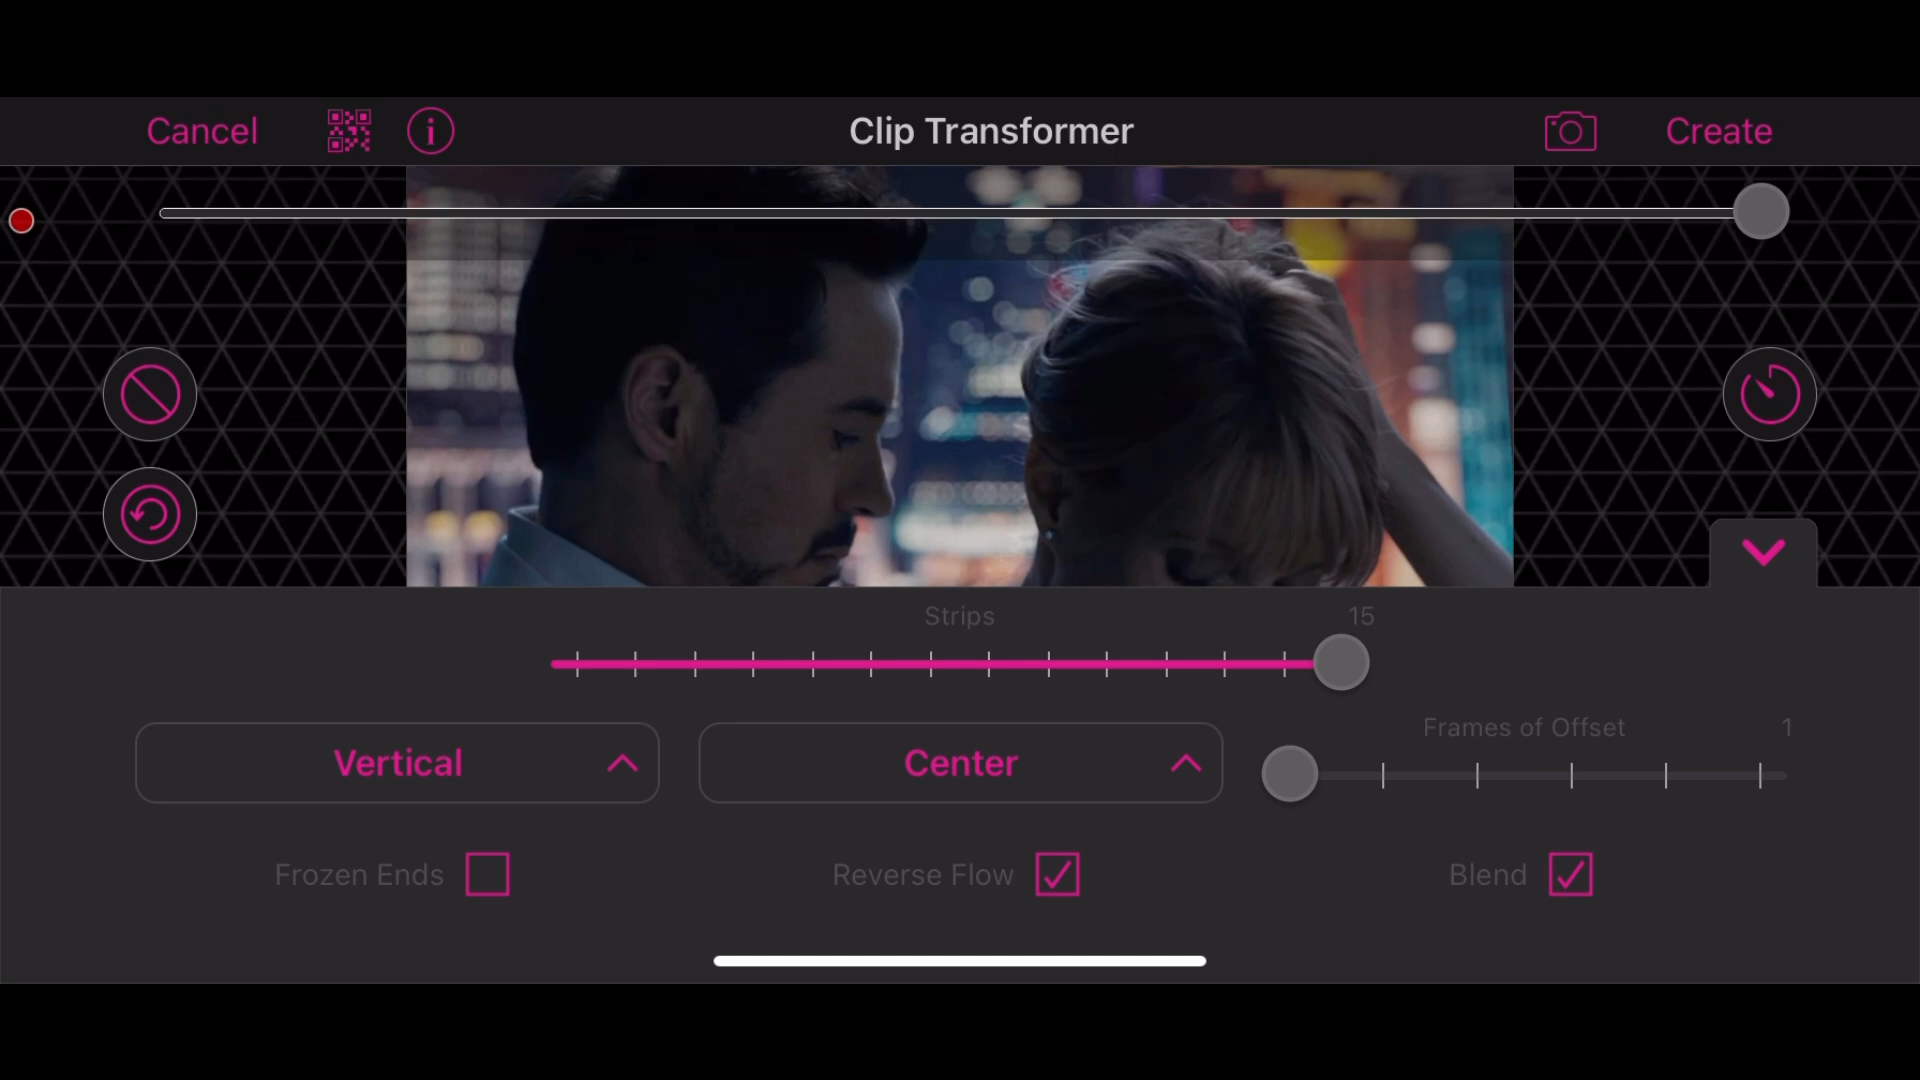 Cancel
Clip Transformer
Create
Strips
15
Vertical
Center
Frames of Offset
1
Frozen Ends
Reverse Flow
Blend